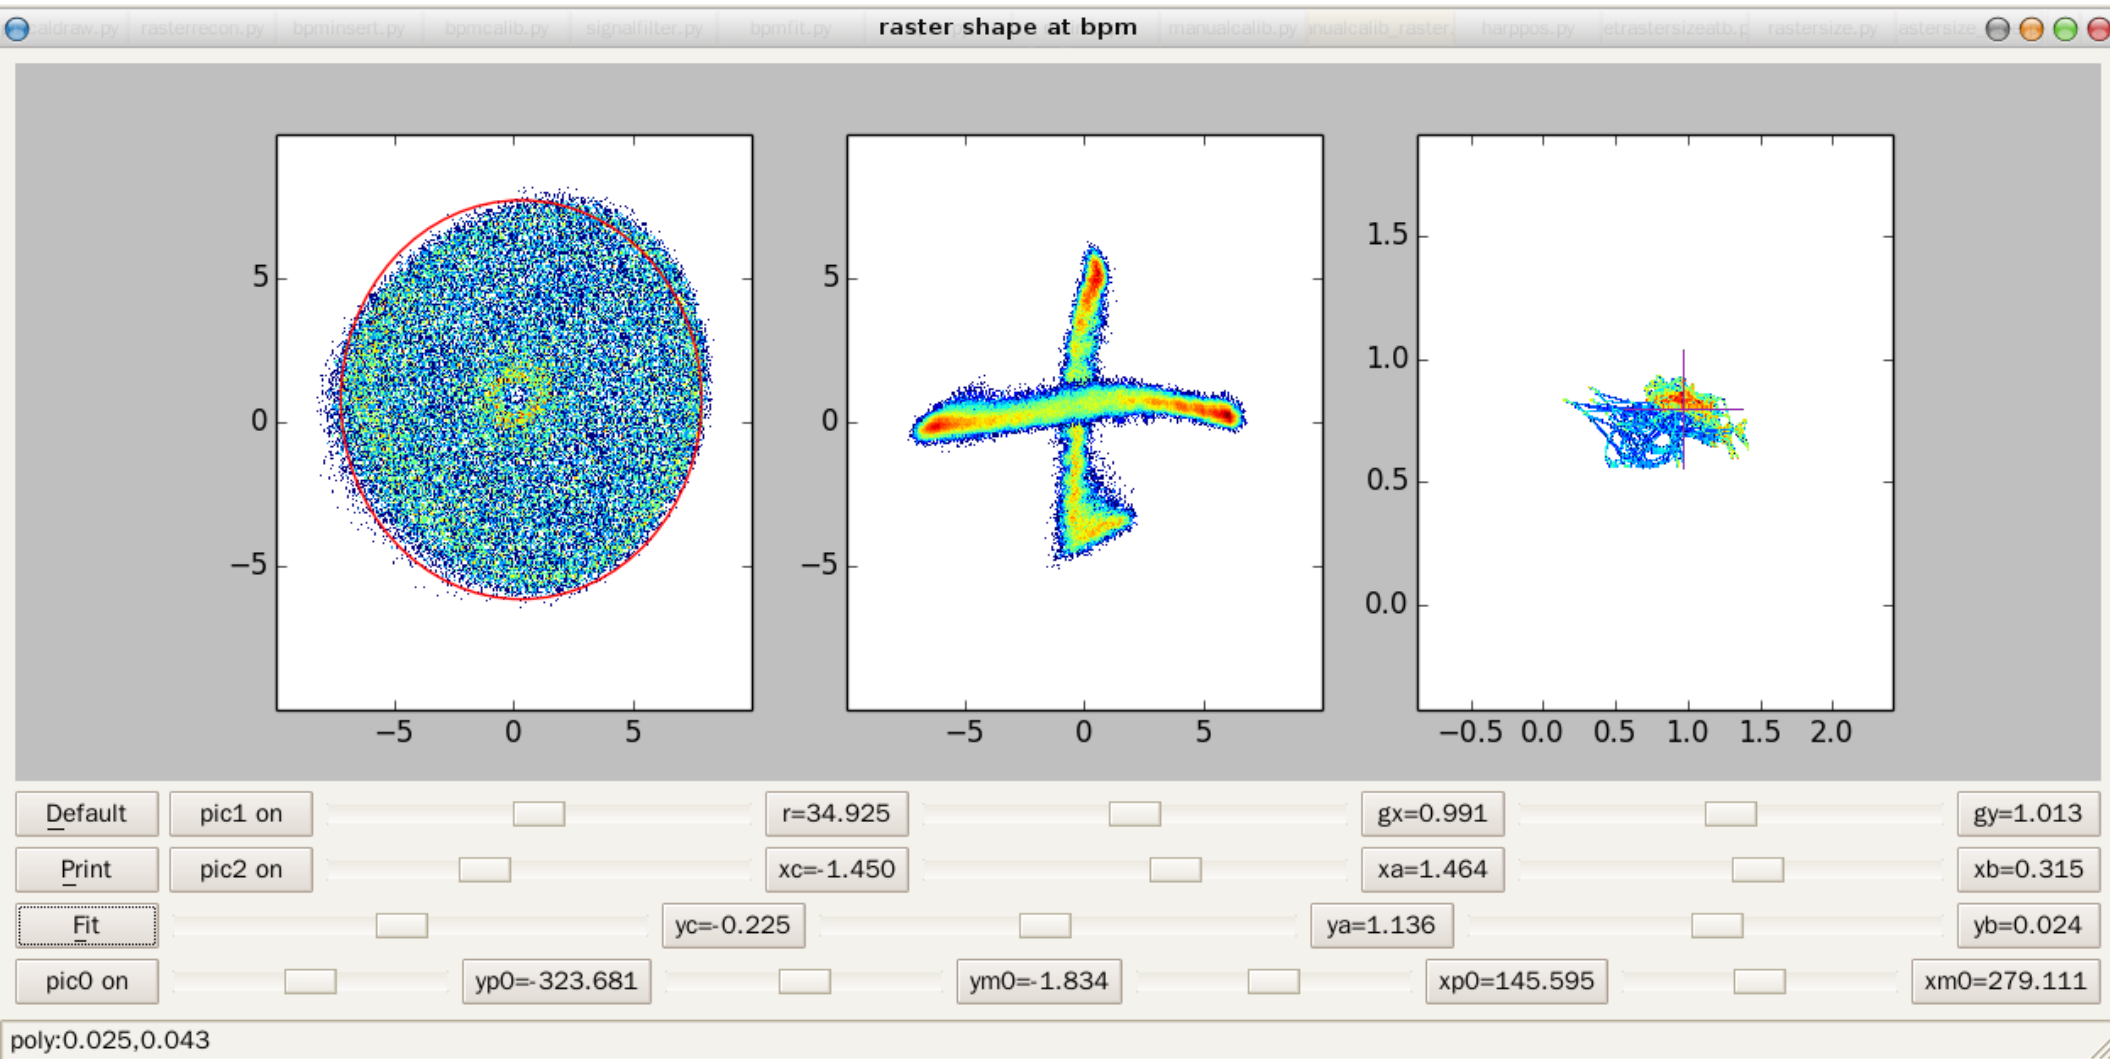 caldraw.py rasterrecon.py bpminsert.py bpmcalib.py signalfilter.py bpmfit.py raster shape at bpm manualcalib.py nualcalib_raster. harppos.py etrastersizeatb.p rastersize.py astersize_
5 0 −5
−5 0 5
5 0 −5
−5 0 5
1.5 1.0 0.5 0.0
−0.5 0.0 0.5 1.0 1.5 2.0
Default pic1 on r=34.925 gx=0.991 gy=1.013
Print pic2 on xc=-1.450 xa=1.464 xb=0.315
Fit yc=-0.225 ya=1.136 yb=0.024
pic0 on yp0=-323.681 ym0=-1.834 xp0=145.595 xm0=279.111
poly:0.025,0.043